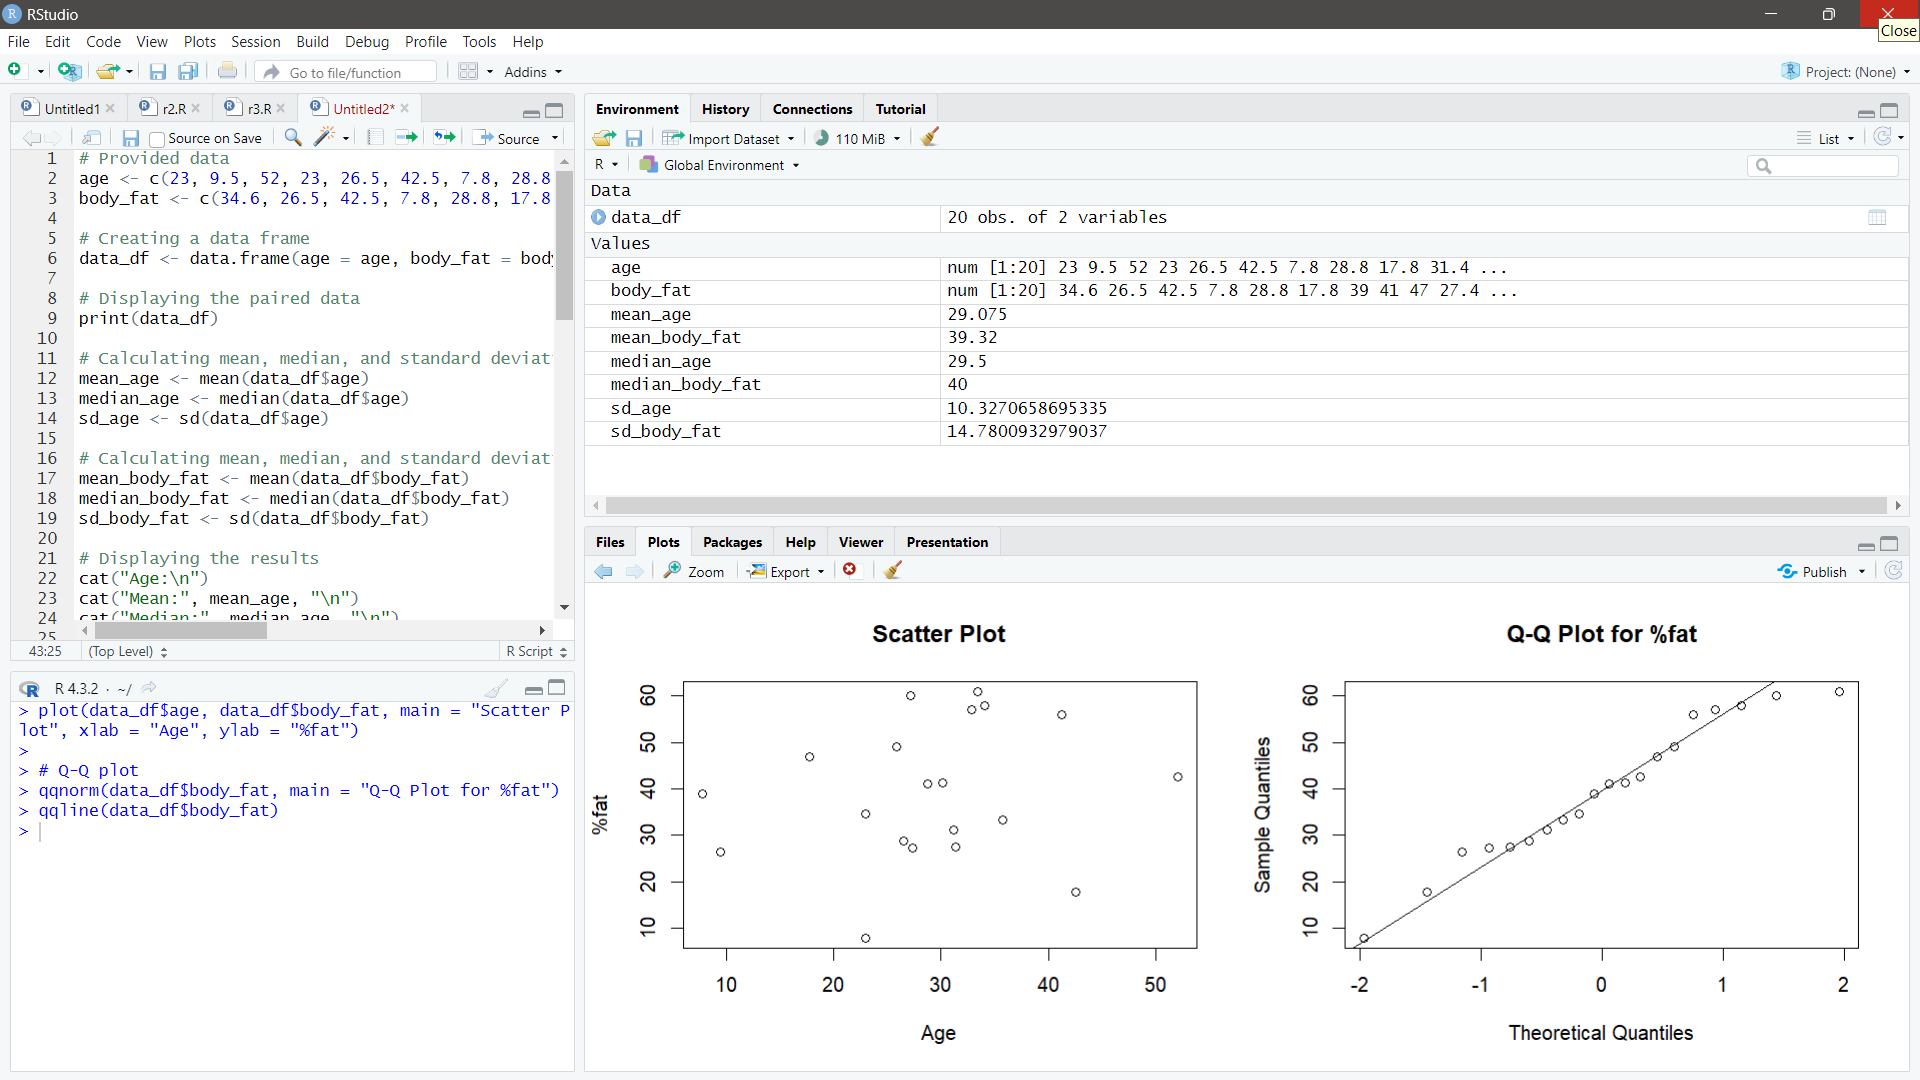 RStudio
Close
File Edit Code View Plots Session Build Debug Profile Tools Help
Go to file/function
Addins
Project: (None)
Untitled1
r2.R
r3.R
Untitled2*
Source on Save
Source
1 # Provided data
2 age <- c(23, 9.5, 52, 23, 26.5, 42.5, 7.8, 28.8
3 body_fat <- c(34.6, 26.5, 42.5, 7.8, 28.8, 17.8
4
5 # Creating a data frame
6 data_df <- data.frame(age = age, body_fat = bod
7
8 # Displaying the paired data
9 print(data_df)
10
11 # Calculating mean, median, and standard deviat
12 mean_age <- mean(data_df$age)
13 median_age <- median(data_df$age)
14 sd_age <- sd(data_df$age)
15
16 # Calculating mean, median, and standard deviat
17 mean_body_fat <- mean(data_df$body_fat)
18 median_body_fat <- median(data_df$body_fat)
19 sd_body_fat <- sd(data_df$body_fat)
20
21 # Displaying the results
22 cat("Age:\n")
23 cat("Mean:", mean_age, "\n")
24 cat("Median:", median_age, "\n")
25
43:25 (Top Level) R Script
R 4.3.2 · ~/
> plot(data_df$age, data_df$body_fat, main = "Scatter P
lot", xlab = "Age", ylab = "%fat")
>
> # Q-Q plot
> qqnorm(data_df$body_fat, main = "Q-Q Plot for %fat")
> qqline(data_df$body_fat)
>
Environment History Connections Tutorial
Import Dataset 110 MiB List
R Global Environment
Data
data_df 20 obs. of 2 variables
Values
age num [1:20] 23 9.5 52 23 26.5 42.5 7.8 28.8 17.8 31.4 ...
body_fat num [1:20] 34.6 26.5 42.5 7.8 28.8 17.8 39 41 47 27.4 ...
mean_age 29.075
mean_body_fat 39.32
median_age 29.5
median_body_fat 40
sd_age 10.3270658695335
sd_body_fat 14.7800932979037
Files Plots Packages Help Viewer Presentation
Zoom Export Publish
Scatter Plot
%fat
60
50
40
30
20
10
10 20 30 40 50
Age
Q-Q Plot for %fat
Sample Quantiles
60
50
40
30
20
10
-2 -1 0 1 2
Theoretical Quantiles